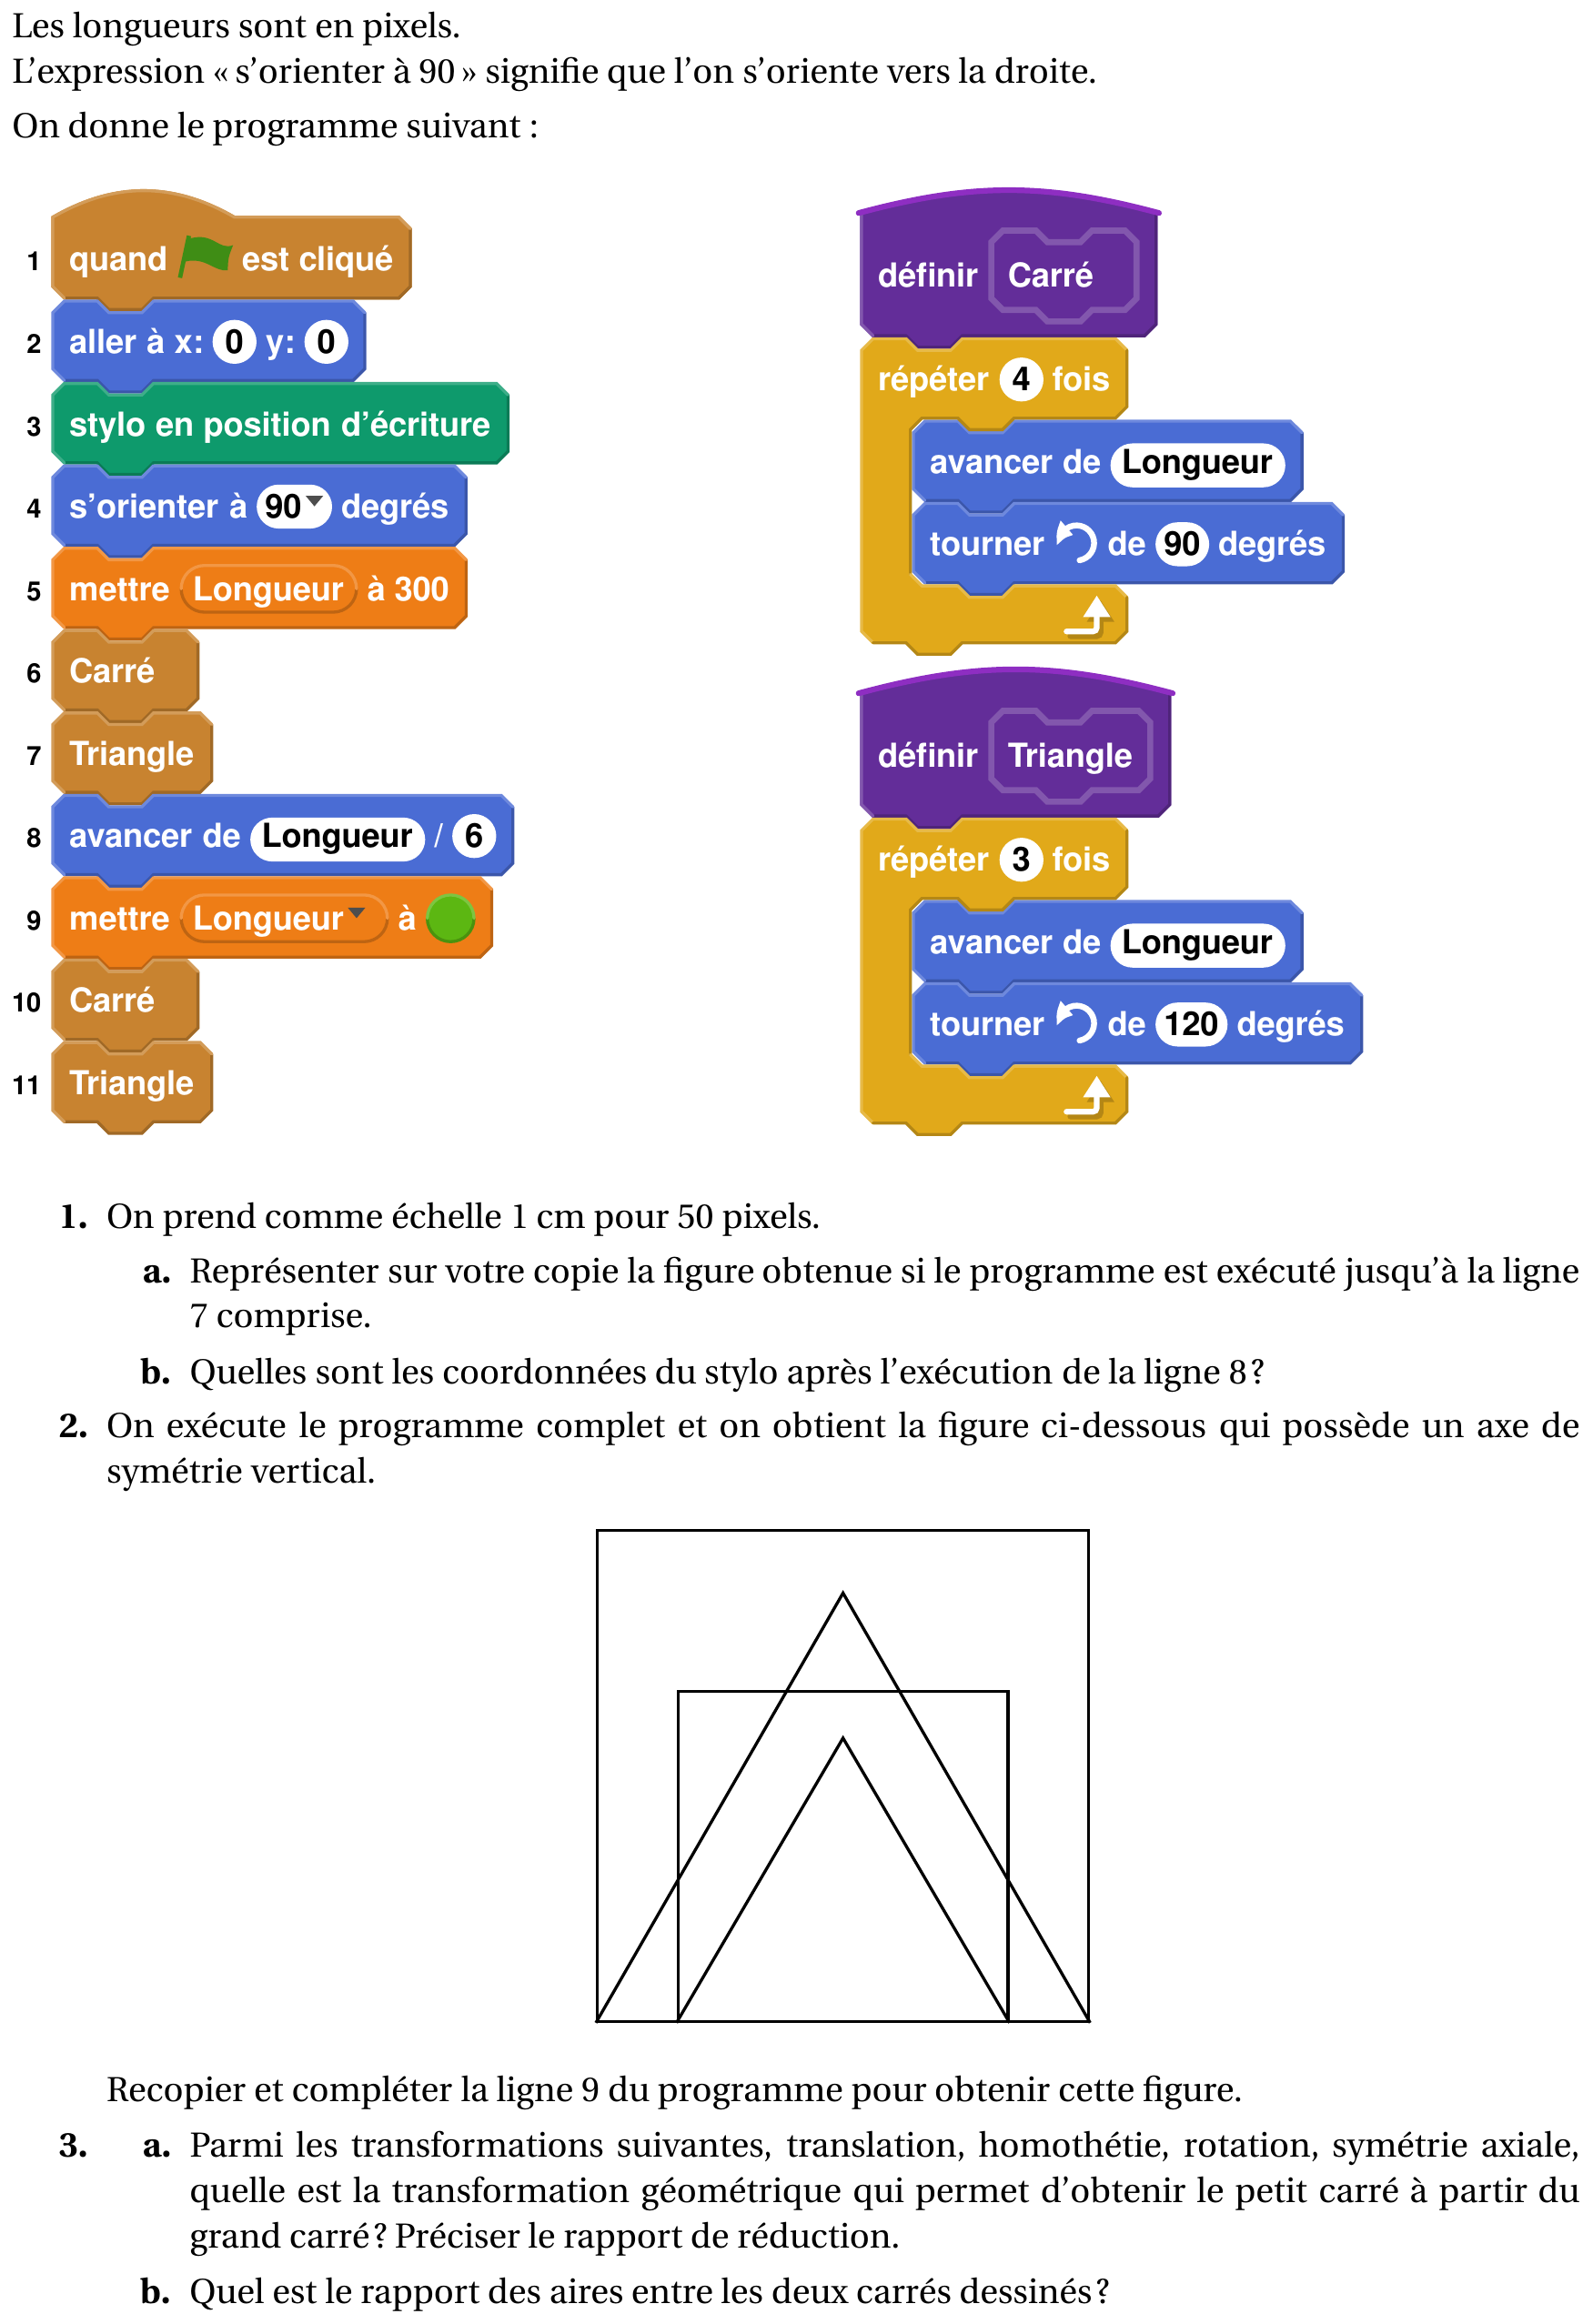 Les longueurs sont en pixels.
L'expression « s'orienter à 90 » signifie que l'on s'oriente vers la droite.
On donne le programme suivant :
1 quand est cliqué
2 aller à x: 0 y: 0
3 stylo en position d'écriture
4 s'orienter à 90 degrés
5 mettre Longueur à 300
6 Carré
7 Triangle
8 avancer de Longueur / 6
9 mettre Longueur à
10 Carré
11 Triangle
définir Carré
répéter 4 fois
avancer de Longueur
tourner de 90 degrés
définir Triangle
répéter 3 fois
avancer de Longueur
tourner de 120 degrés
1. On prend comme échelle 1 cm pour 50 pixels.
a. Représenter sur votre copie la figure obtenue si le programme est exécuté jusqu'à la ligne
7 comprise.
b. Quelles sont les coordonnées du stylo après l'exécution de la ligne 8 ?
2. On exécute le programme complet et on obtient la figure ci-dessous qui possède un axe de
symétrie vertical.
Recopier et compléter la ligne 9 du programme pour obtenir cette figure.
3. a. Parmi les transformations suivantes, translation, homothétie, rotation, symétrie axiale,
quelle est la transformation géométrique qui permet d'obtenir le petit carré à partir du
grand carré ? Préciser le rapport de réduction.
b. Quel est le rapport des aires entre les deux carrés dessinés ?